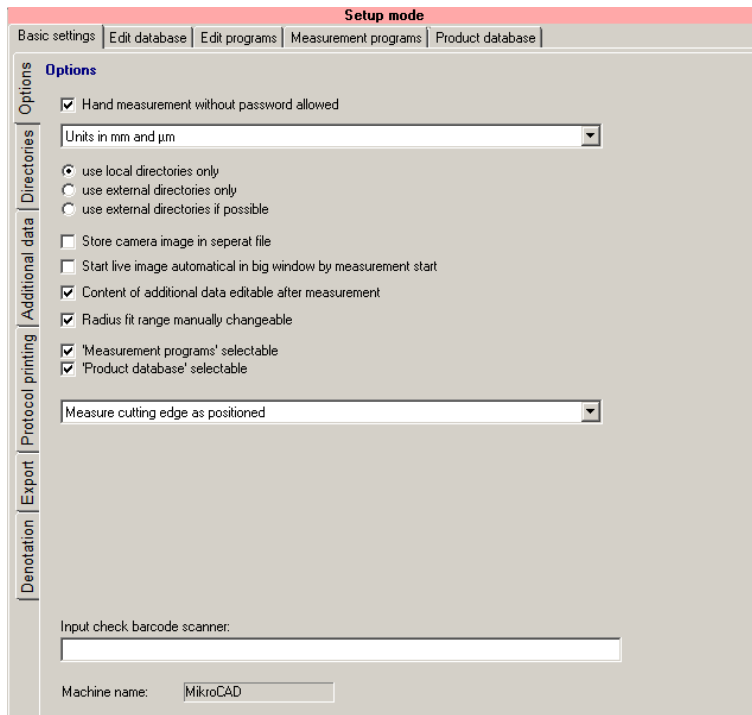 Setup mode
Basic settings Edit database Edit programs Measurement programs Product database
Options
Directories
Additional data
Protocol printing
Export
Denotation
Options
Hand measurement without password allowed
Units in mm and µm
use local directories only
use external directories only
use external directories if possible
Store camera image in seperat file
Start live image automatical in big window by measurement start
Content of additional data editable after measurement
Radius fit range manually changeable
'Measurement programs' selectable
'Product database' selectable
Measure cutting edge as positioned
Input check barcode scanner:
Machine name: MikroCAD